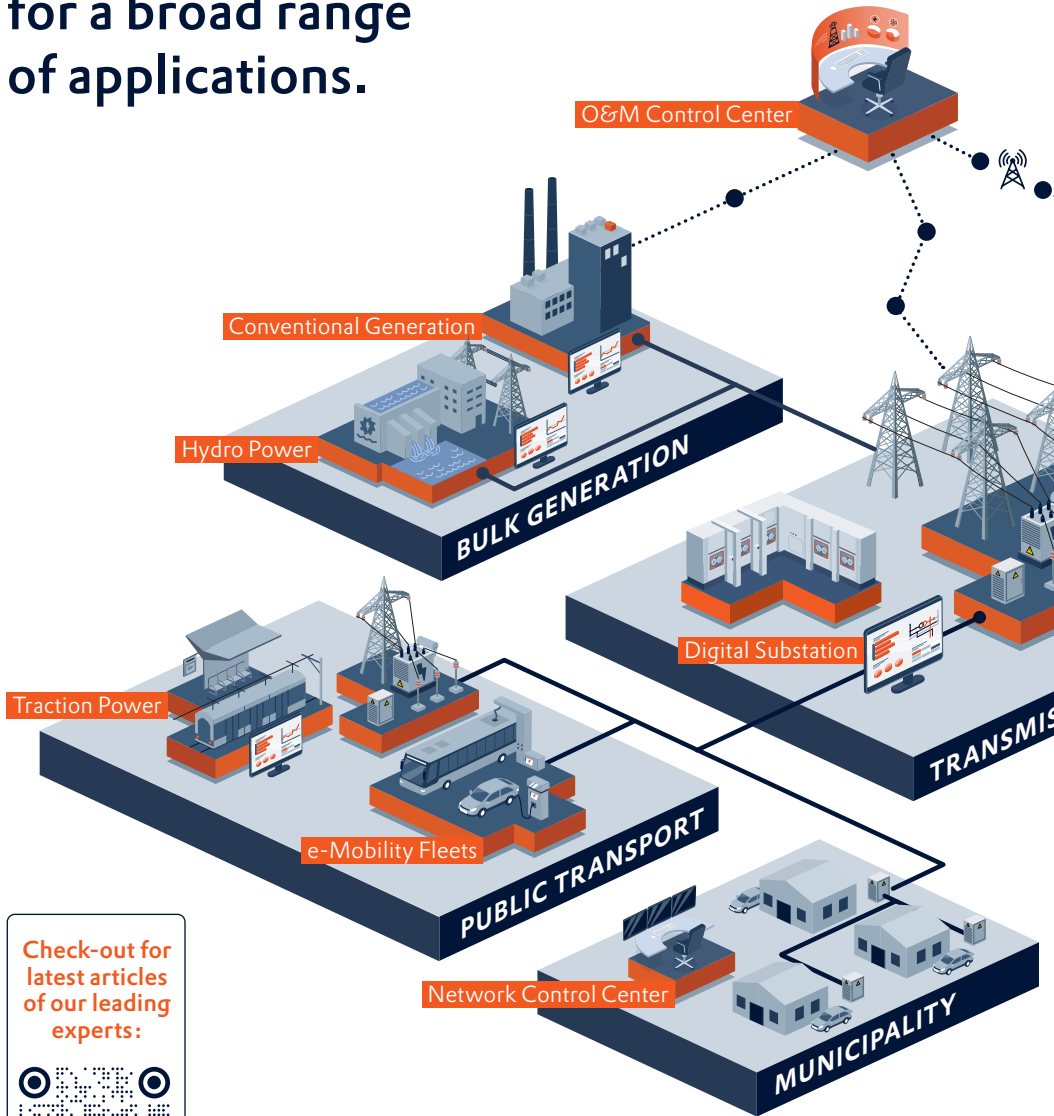 for a broad range
of applications.
O&M Control Center
Conventional Generation
Hydro Power
BULK GENERATION
Digital Substation
TRANSMIS
Traction Power
e-Mobility Fleets
PUBLIC TRANSPORT
Network Control Center
MUNICIPALITY
Check-out for
latest articles
of our leading
experts: